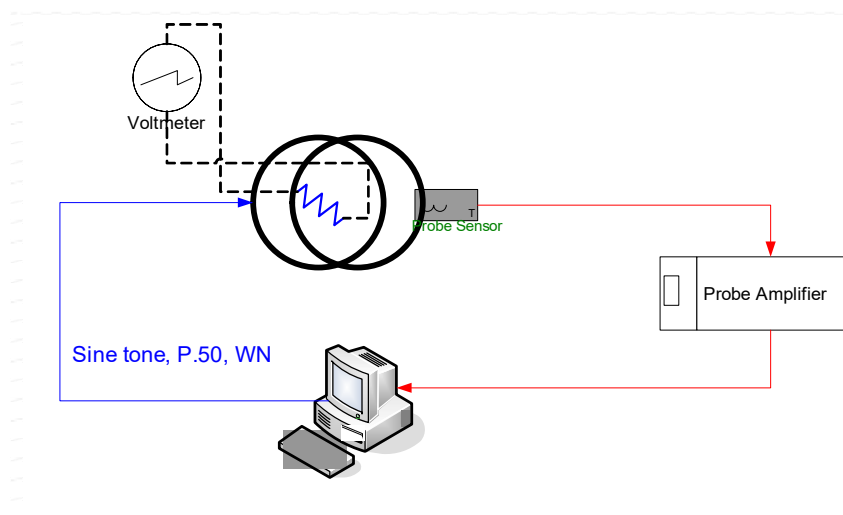 Voltmeter
T
Probe Sensor
Probe Amplifier
Sine tone, P.50, WN